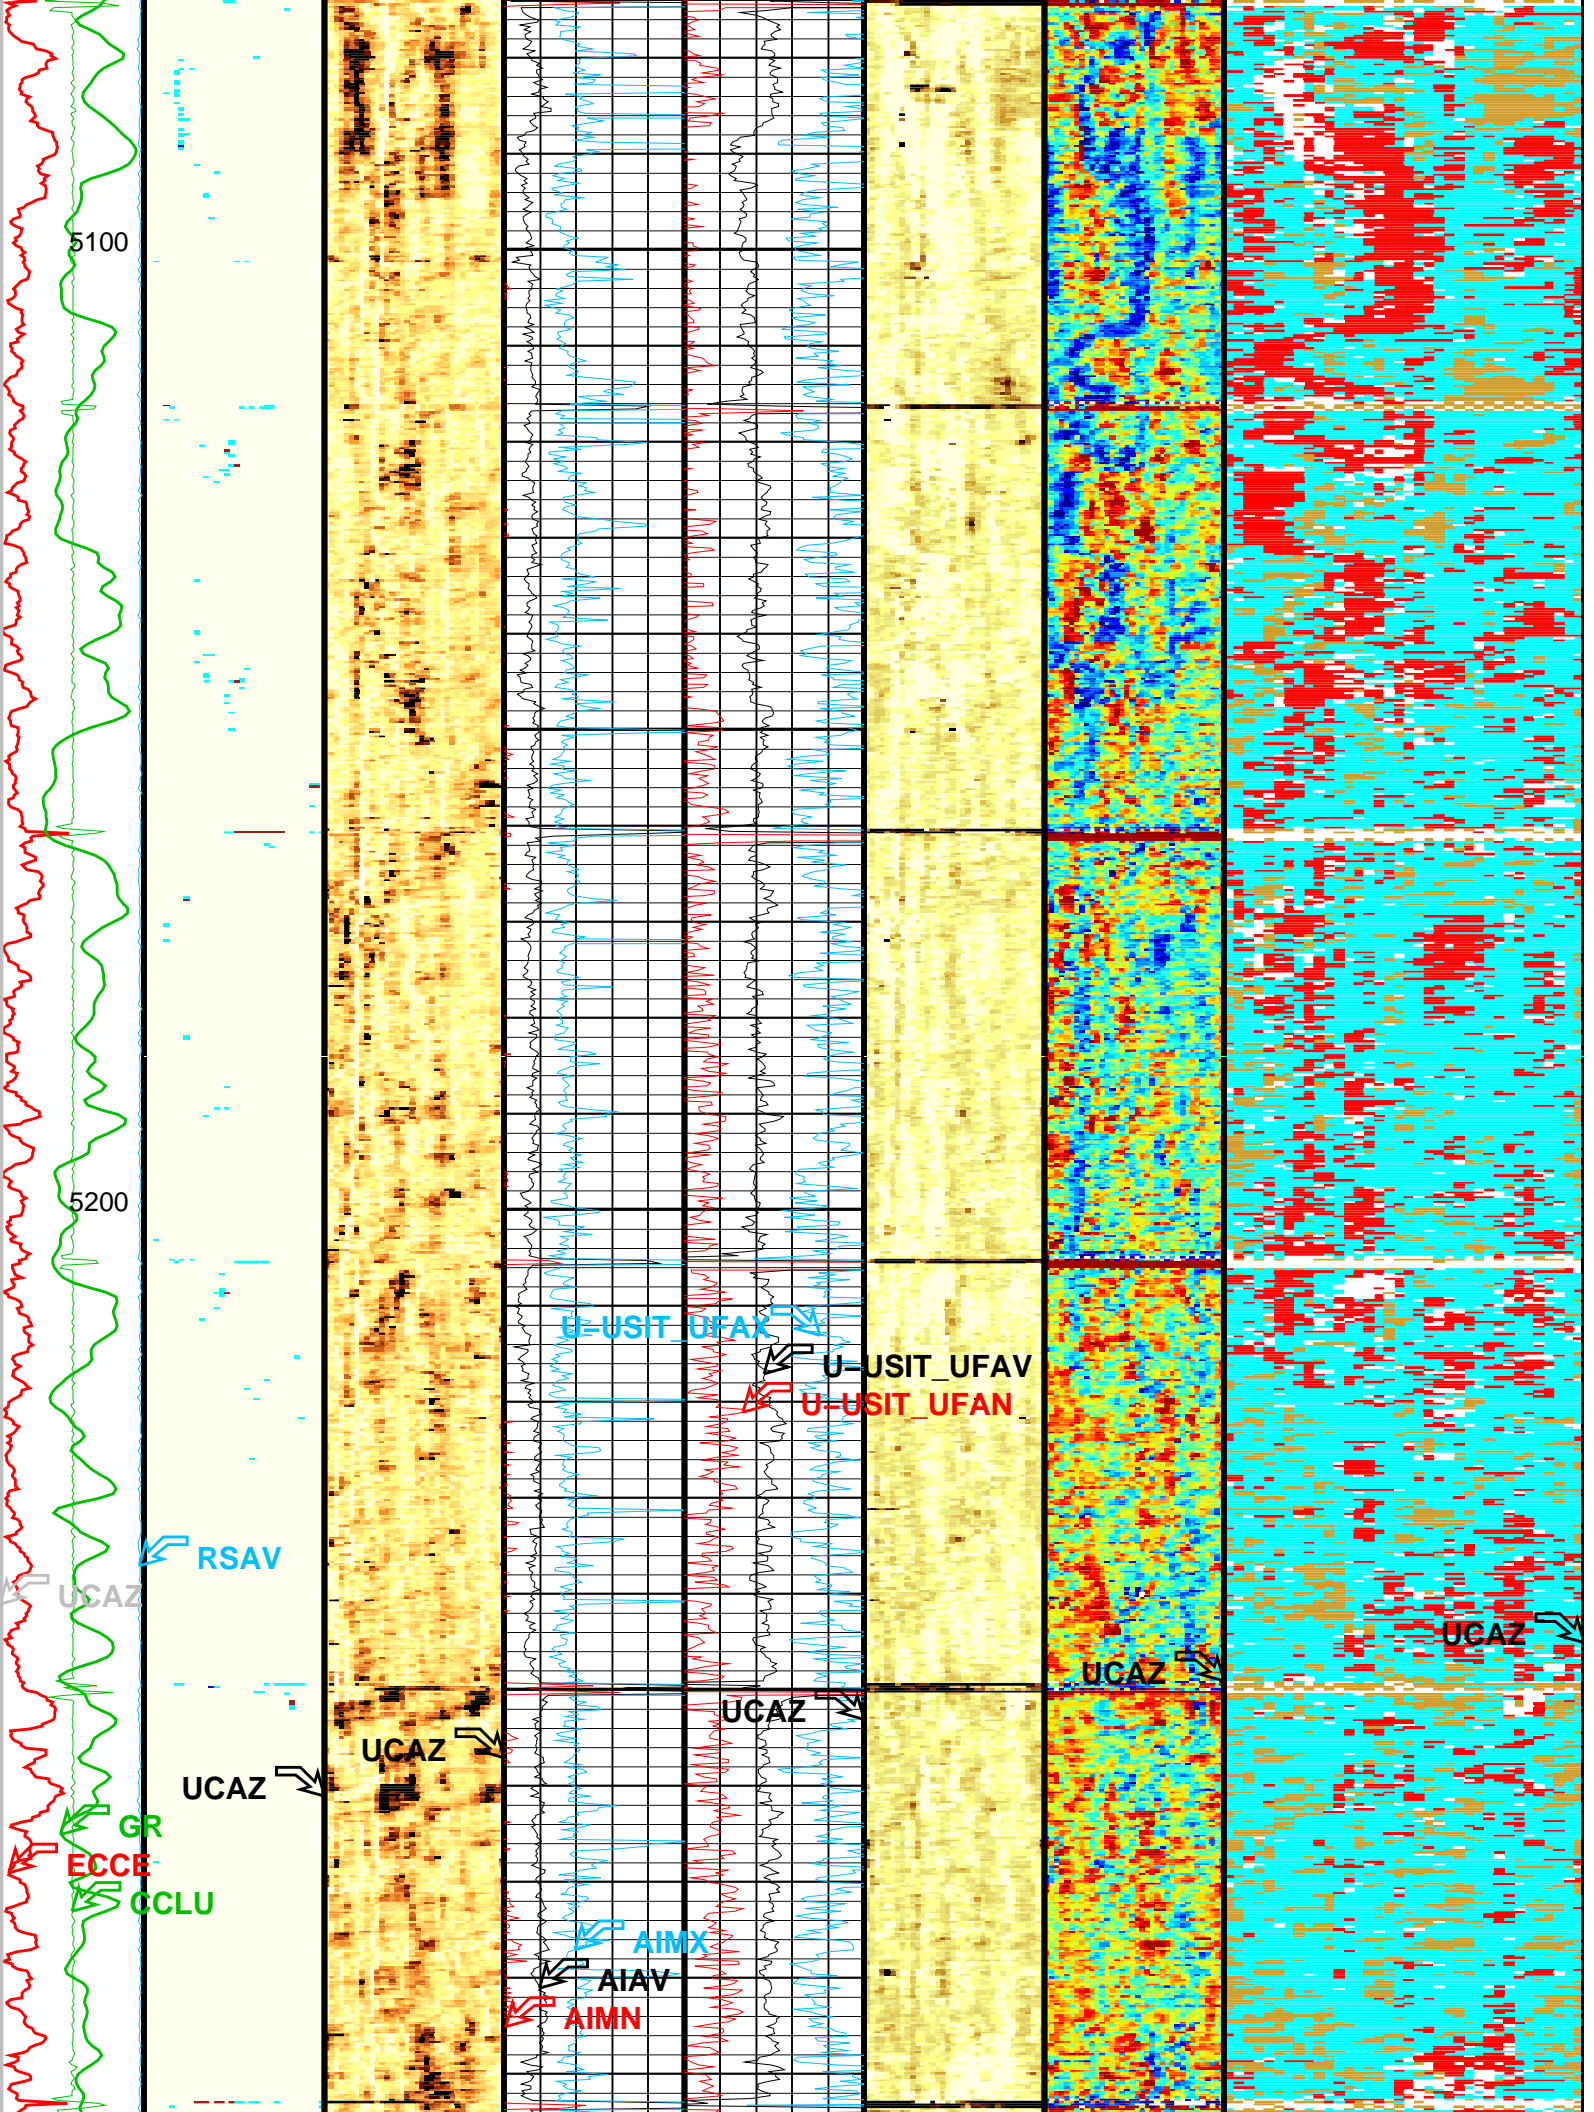 5100
5200
U-USIT_UFAX
U-USIT_UFAV
U-USIT_UFAN
RSAV
UCAZ
UCAZ
UCAZ
UCAZ
UCAZ
UCAZ
GR
ECCE
CCLU
AIMX
AIAV
AIMN